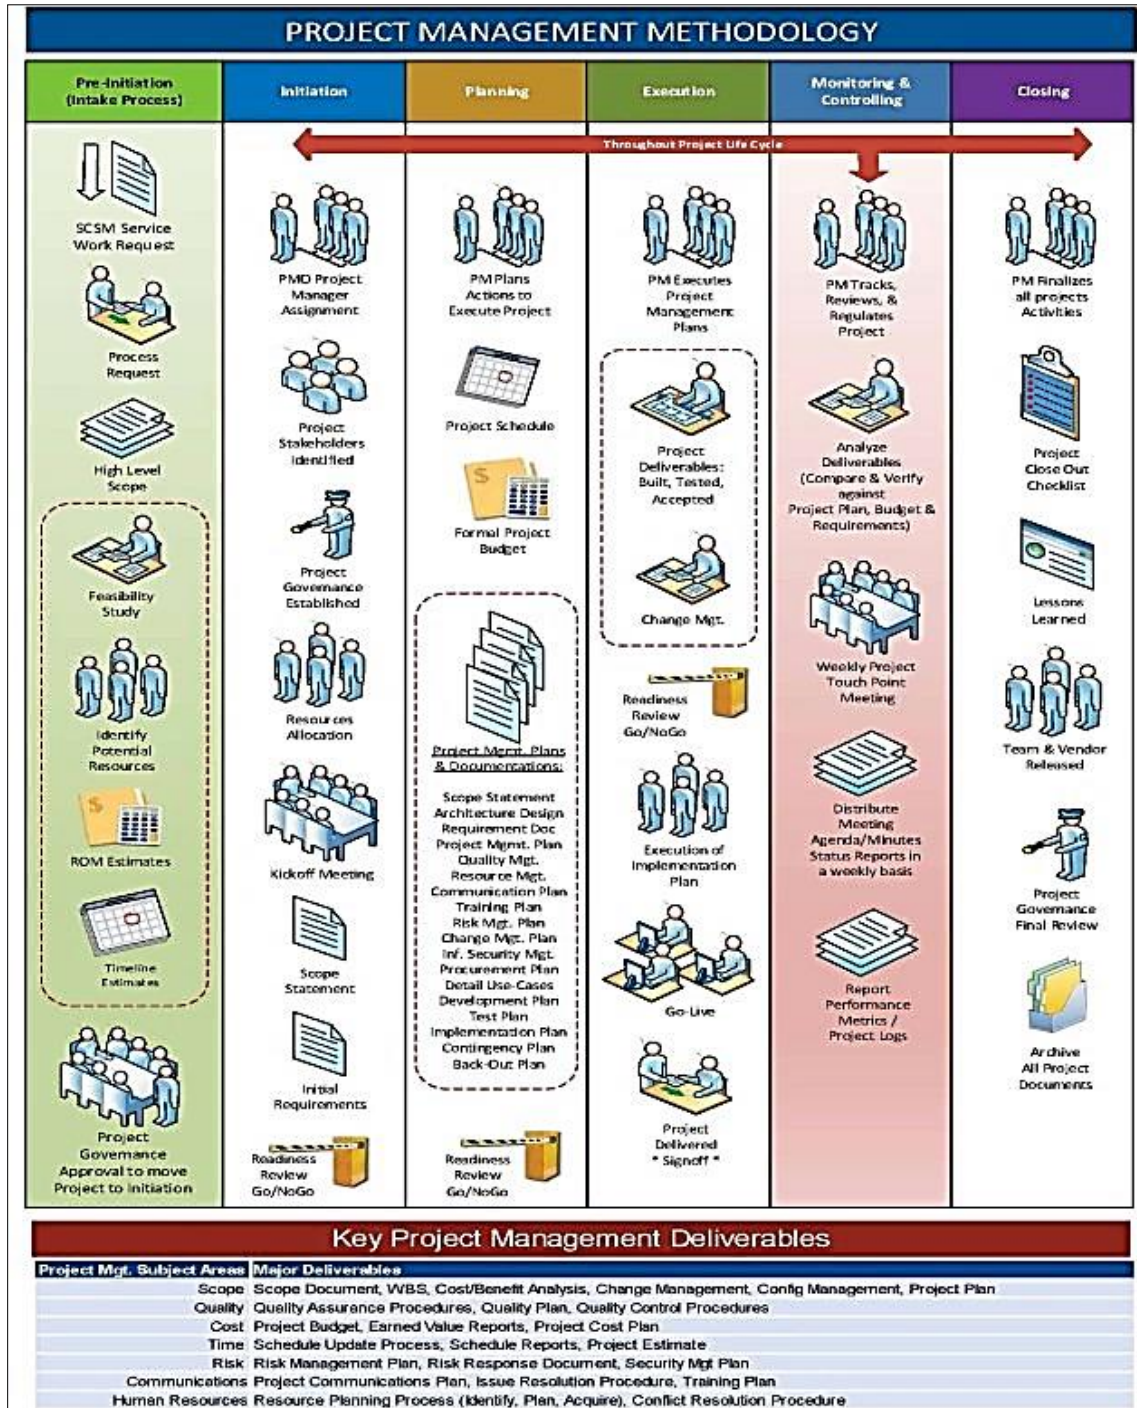 PROJECT MANAGEMENT METHODOLOGY
Pre-Initiation
(Intake Process)
Initiation
Planning
Execution
Monitoring &
Controlling
Closing
Throughout Project Life Cycle
SCSM Service
Work Request
Process
Request
High Level
Scope
Feasibility
Study
Identify
Potential
Resources
ROM Estimates
Timeline
Estimates
Project
Governance
Approval to move
Project to Initiation
PMO Project
Manager
Assignment
Project
Stakeholders
Identified
Project
Governance
Established
Resources
Allocation
Kickoff Meeting
Scope
Statement
Initial
Requirements
Readiness
Review
Go/NoGo
PM Plans
Actions to
Execute Project
Project Schedule
Formal Project
Budget
Project Mgmt. Plans
& Documentations:
Scope Statement
Architecture Design
Requirement Doc
Project Mgmt. Plan
Quality Mgt.
Resource Mgt.
Communication Plan
Training Plan
Risk Mgt. Plan
Change Mgt. Plan
Inf. Security Mgt.
Procurement Plan
Detail Use-Cases
Development Plan
Test Plan
Implementation Plan
Contingency Plan
Back-Out Plan
Readiness
Review
Go/NoGo
PM Executes
Project
Management
Plans
Project
Deliverables:
Built, Tested,
Accepted
Change Mgt.
Readiness
Review
Go/NoGo
Execution of
Implementation
Plan
Go-Live
Project
Delivered
* Signoff *
PM Tracks,
Reviews, &
Regulates
Project
Analyze
Deliverables
(Compare & Verify
against
Project Plan, Budget &
Requirements)
Weekly Project
Touch Point
Meeting
Distribute
Meeting
Agenda/Minutes
Status Reports in
a weekly basis
Report
Performance
Metrics /
Project Logs
PM Finalizes
all projects
Activities
Project
Close Out
Checklist
Lessons
Learned
Team & Vendor
Released
Project
Governance
Final Review
Archive
All Project
Documents
Key Project Management Deliverables
Project Mgt. Subject Areas Major Deliverables
Scope Scope Document, WBS, Cost/Benefit Analysis, Change Management, Config Management, Project Plan
Quality Quality Assurance Procedures, Quality Plan, Quality Control Procedures
Cost Project Budget, Earned Value Reports, Project Cost Plan
Time Schedule Update Process, Schedule Reports, Project Estimate
Risk Risk Management Plan, Risk Response Document, Security Mgt Plan
Communications Project Communications Plan, Issue Resolution Procedure, Training Plan
Human Resources Resource Planning Process (Identify, Plan, Acquire), Conflict Resolution Procedure